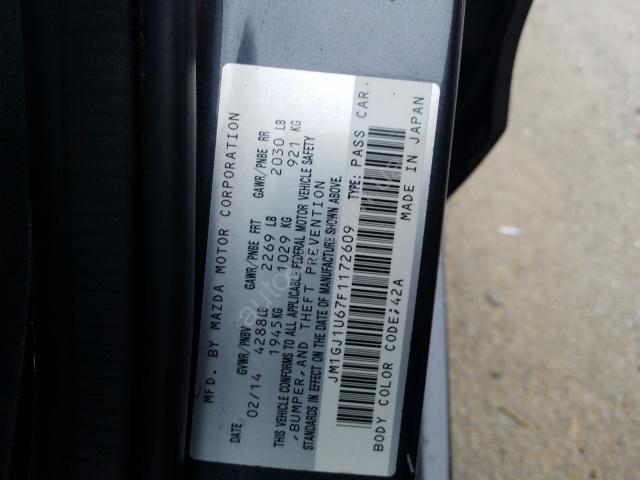 MFD. BY MAZDA MOTOR CORPORATION
DATE GVWR/PNBV GAWR/PNBE FRT GAWR/PNBE RR
02/14 4288LD 2269 LB 2030 LB
1945KG 1029 KG 921 KG
THIS VEHICLE CONFORMS TO ALL APPLICABLE FEDERAL MOTOR VEHICLE SAFETY
,BUMPER,AND THEFT PREVENTION
STANDARDS IN EFFECT ON THE DATE OF MANUFACTURE SHOWN ABOVE.
JM1GJ1U67F1172609 TYPE: PASS CAR
BODY COLOR CODE;42A MADE IN JAPAN